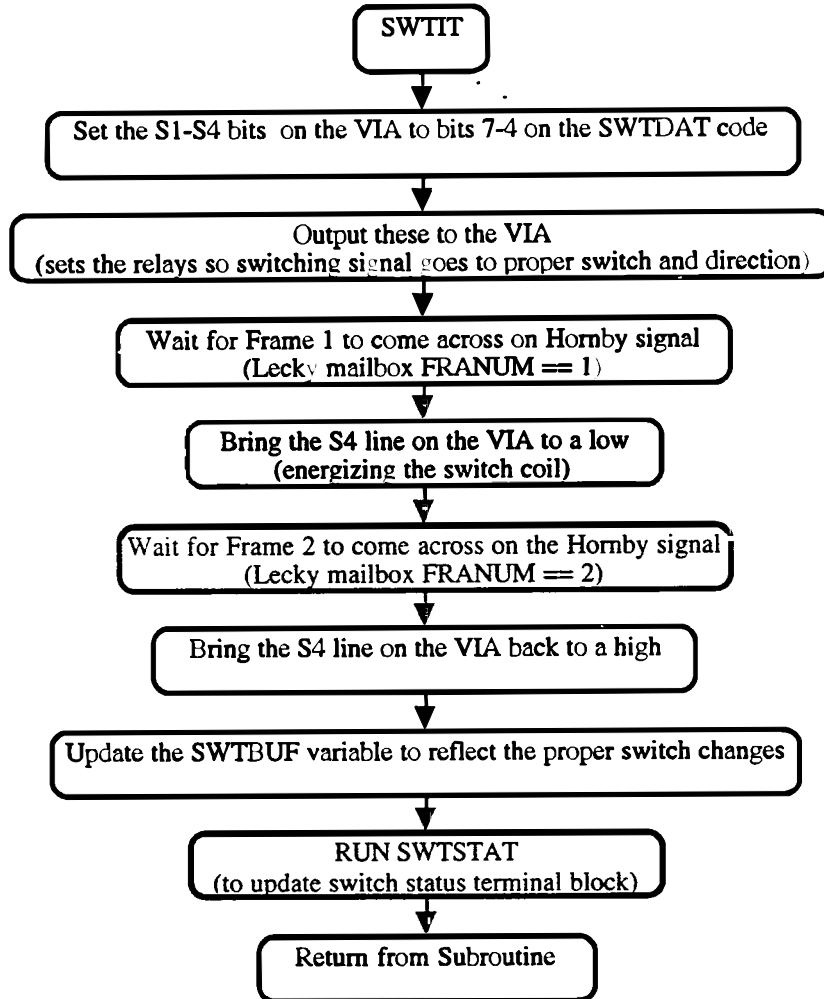 SWTIT
Set the S1-S4 bits on the VIA to bits 7-4 on the SWTDAT code
Output these to the VIA
(sets the relays so switching signal goes to proper switch and direction)
Wait for Frame 1 to come across on Hornby signal
(Lecky mailbox FRANUM == 1)
Bring the S4 line on the VIA to a low
(energizing the switch coil)
Wait for Frame 2 to come across on the Hornby signal
(Lecky mailbox FRANUM == 2)
Bring the S4 line on the VIA back to a high
Update the SWTBUF variable to reflect the proper switch changes
RUN SWTSTAT
(to update switch status terminal block)
Return from Subroutine